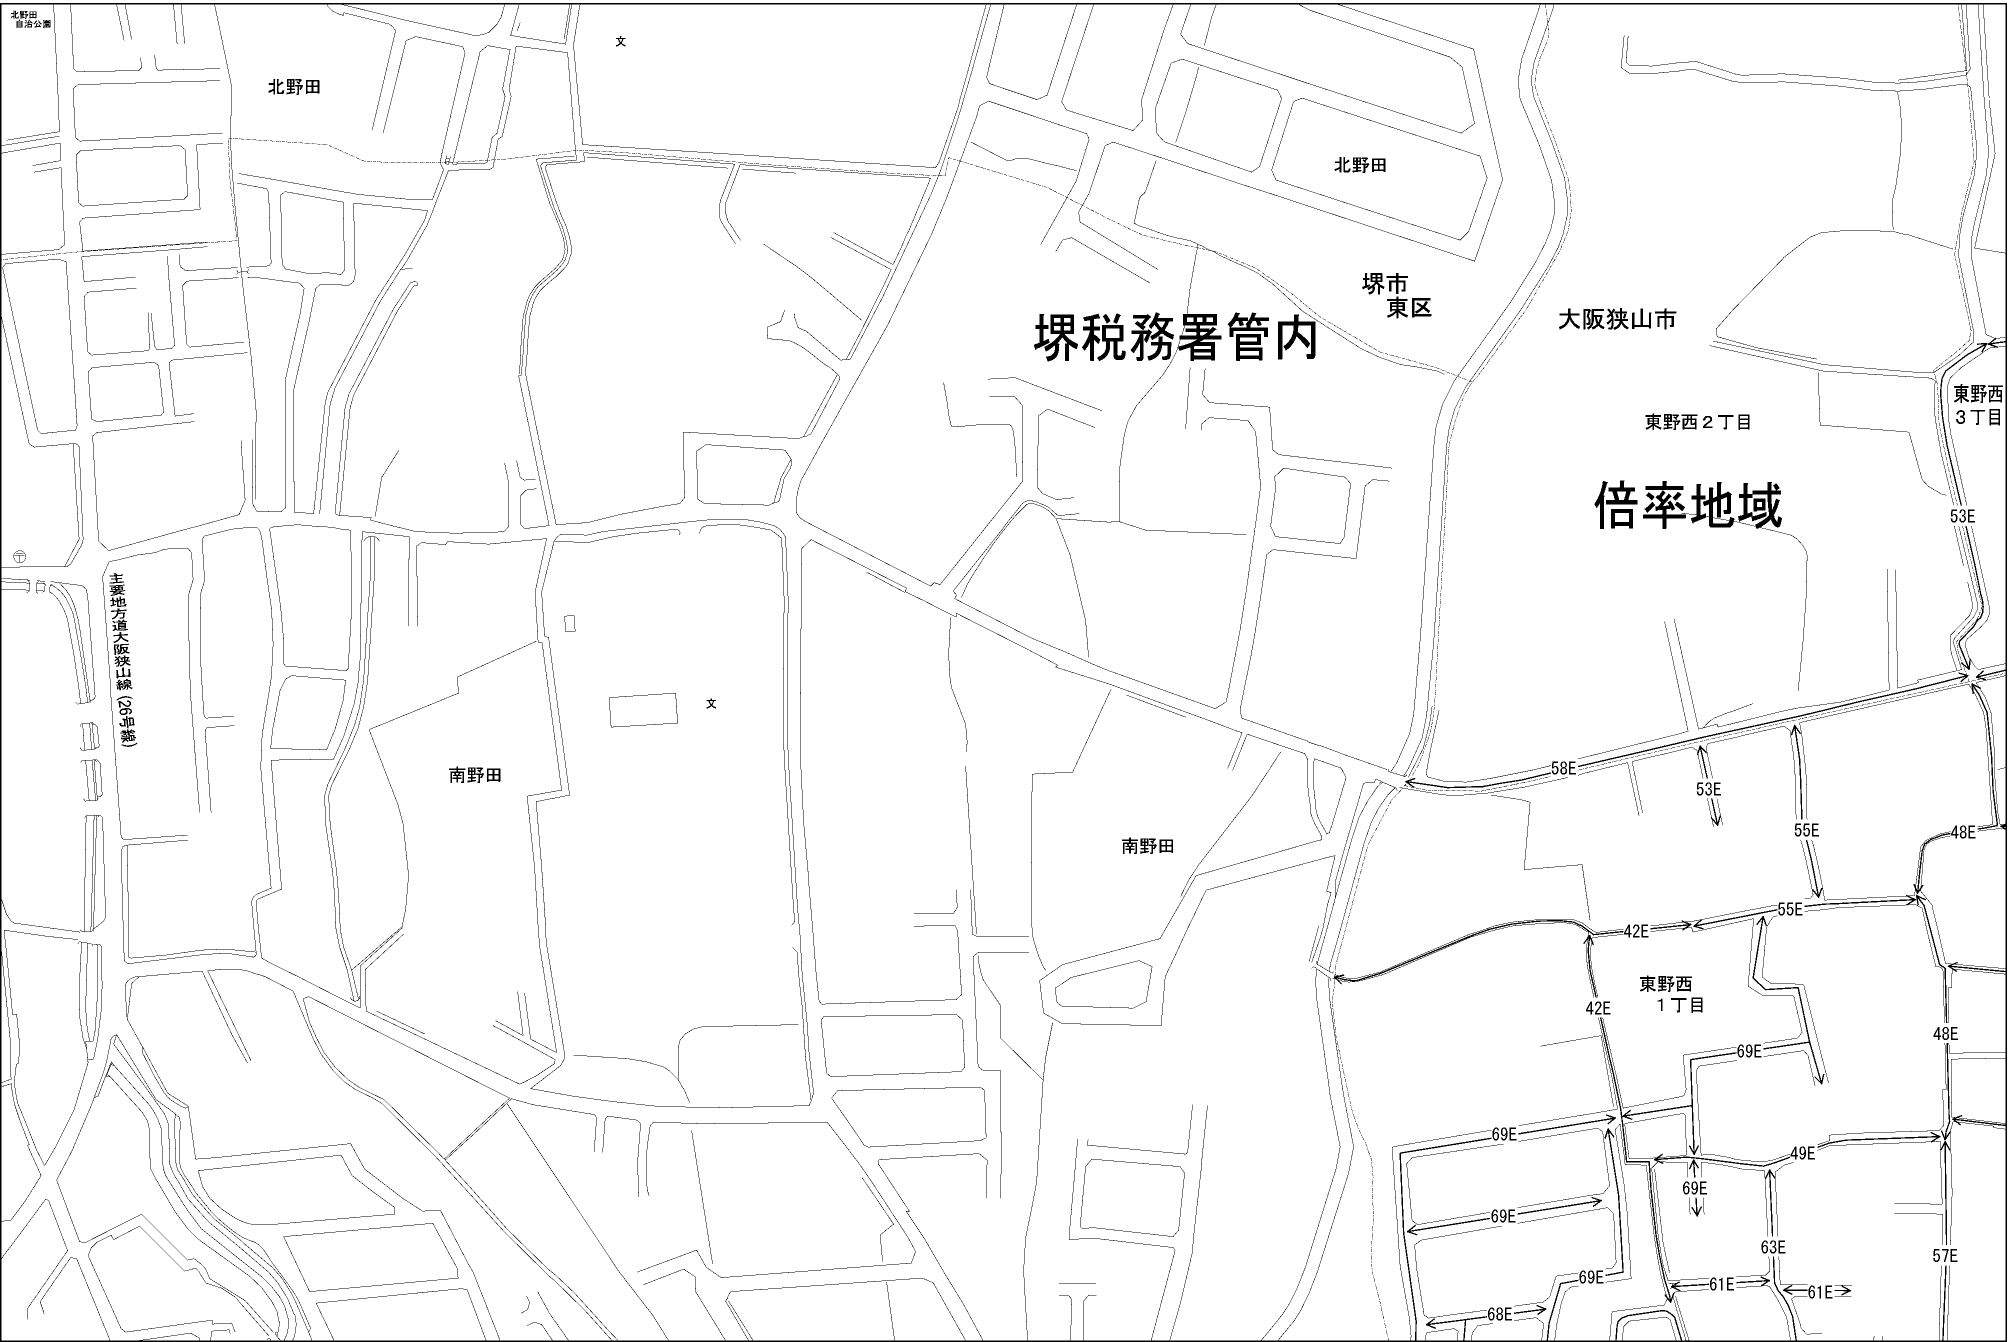 北野田
自治公園
文
北野田
北野田
堺市
東区
大阪狭山市
堺税務署管内
東野西
3丁目
東野西2丁目
倍率地域
53E
主要地方道大阪狭山線(26号線)
文
南野田
58E
53E
55E
48E
南野田
55E
42E
東野西
1丁目
42E
48E
69E
69E
49E
69E
69E
63E
57E
69E
61E
61E
68E